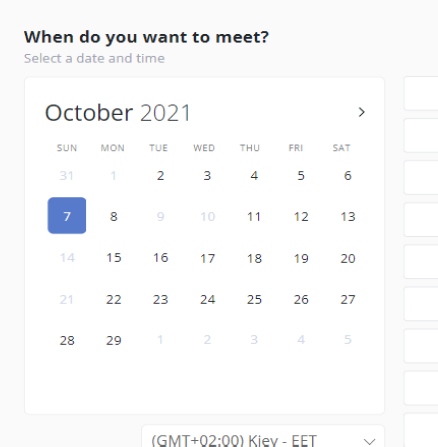 When do you want to meet?
Select a date and time
October 2021
SUN MON TUE WED THU FRI SAT
31 1 2 3 4 5 6
7 8 9 10 11 12 13
14 15 16 17 18 19 20
21 22 23 24 25 26 27
28 29 1 2 3 4 5
(GMT+02:00) Kiev - EET